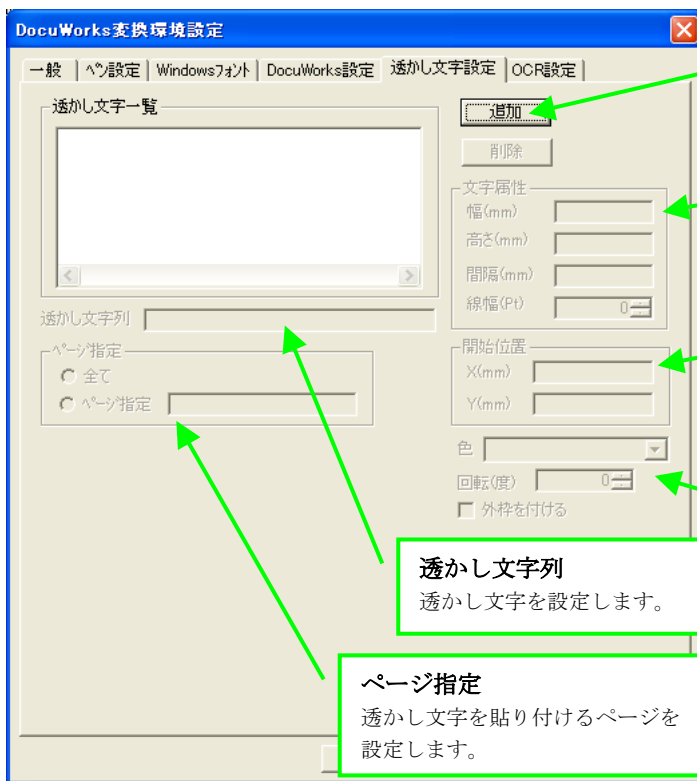 DocuWorks変換環境設定
一般 ペン設定 Windowsフォント DocuWorks設定 透かし文字設定 OCR設定
透かし文字一覧
追加
削除
文字属性
幅(mm)
高さ(mm)
間隔(mm)
線幅(Pt) 0
透かし文字列
ページ指定
全て
ページ指定
開始位置
X(mm)
Y(mm)
色
回転(度) 0
外枠を付ける
透かし文字列
透かし文字を設定します。
ページ指定
透かし文字を貼り付けるページを
設定します。